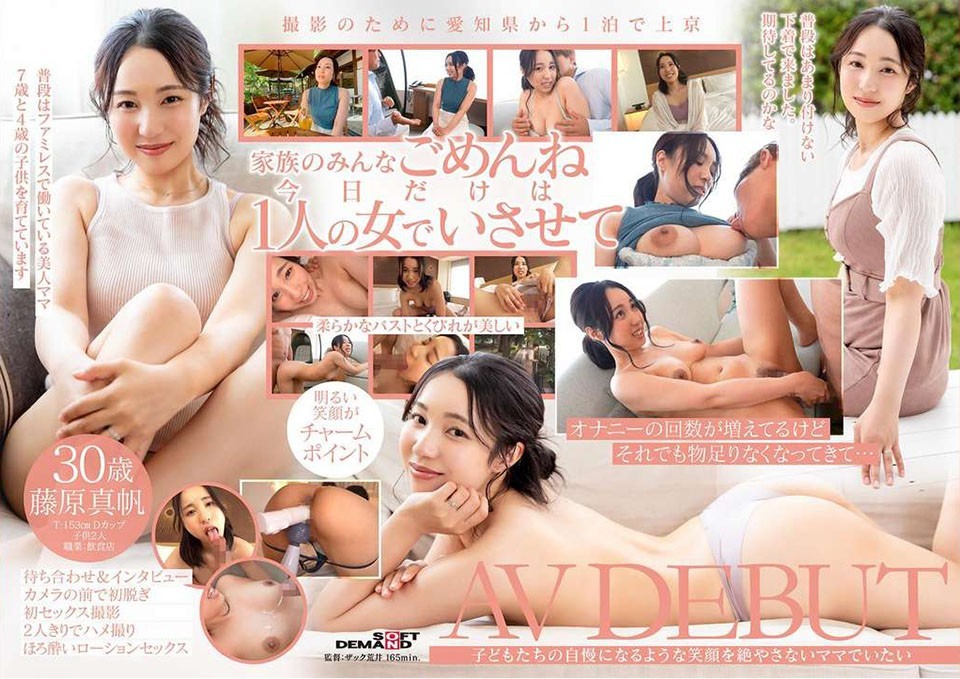 撮影のために愛知県から1泊で上京
普段はあまり付けない
下着で来ました。
期待してるのかな
普段はファミレスで働いている美人ママ
7歳と4歳の子供を育てています
家族のみんなごめんね
今日だけは
1人の女でいさせて
柔らかなバストとくびれが美しい
明るい
笑顔が
チャーム
ポイント
オナニーの回数が増えてるけど
それでも物足りなくなってきて…
30歳
藤原真帆
T:153cm Dカップ
子供2人
職業:飲食店
待ち合わせ&インタビュー
カメラの前で初脱ぎ
初セックス撮影
2人きりでハメ撮り
ほろ酔いローションセックス
AV DEBUT
SOFT
DEMAND
監督:ザック荒井 165min.
子どもたちの自慢になるような笑顔を絶やさないママでいたい